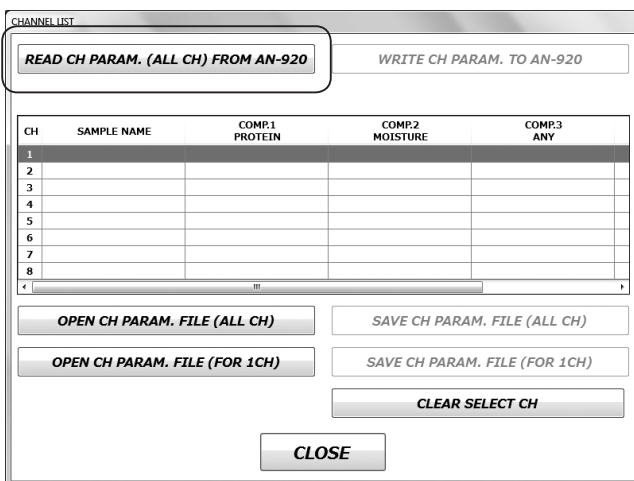 CHANNEL LIST
READ CH PARAM. (ALL CH) FROM AN-920 WRITE CH PARAM. TO AN-920
CH SAMPLE NAME COMP.1 PROTEIN COMP.2 MOISTURE COMP.3 ANY
1
2
3
4
5
6
7
8
OPEN CH PARAM. FILE (ALL CH) SAVE CH PARAM. FILE (ALL CH)
OPEN CH PARAM. FILE (FOR 1CH) SAVE CH PARAM. FILE (FOR 1CH)
CLEAR SELECT CH
CLOSE